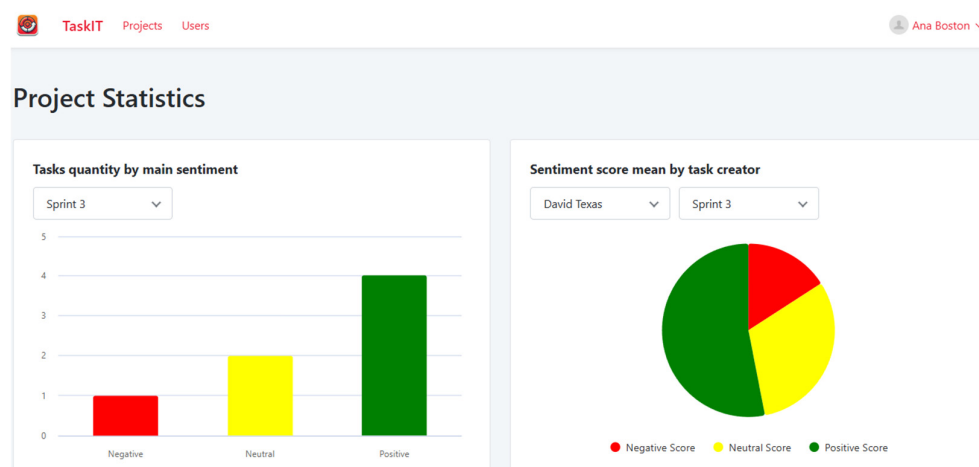 TaskIT Projects Users Ana Boston
Project Statistics
Tasks quantity by main sentiment
Sprint 3
5
4
3
2
1
0
Negative Neutral Positive
Sentiment score mean by task creator
David Texas Sprint 3
Negative Score Neutral Score Positive Score